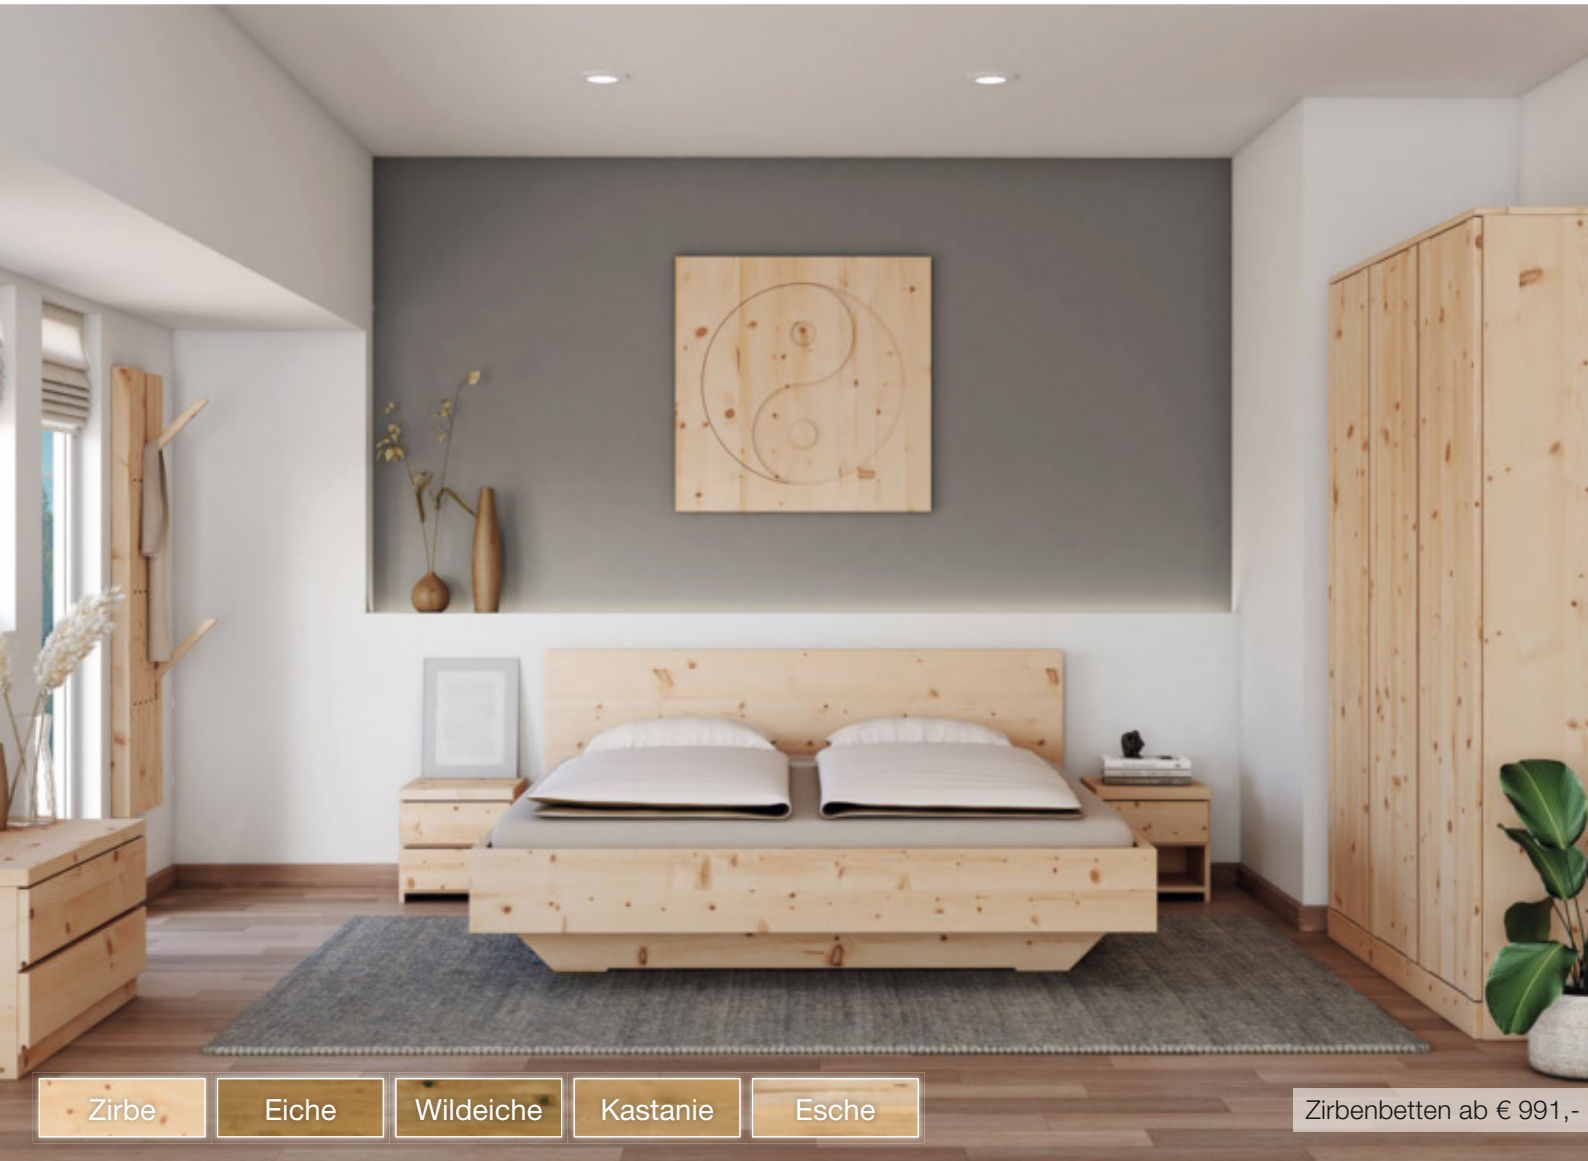 Zirbe
Eiche
Wildeiche
Kastanie
Esche
Zirbenbetten ab € 991,-